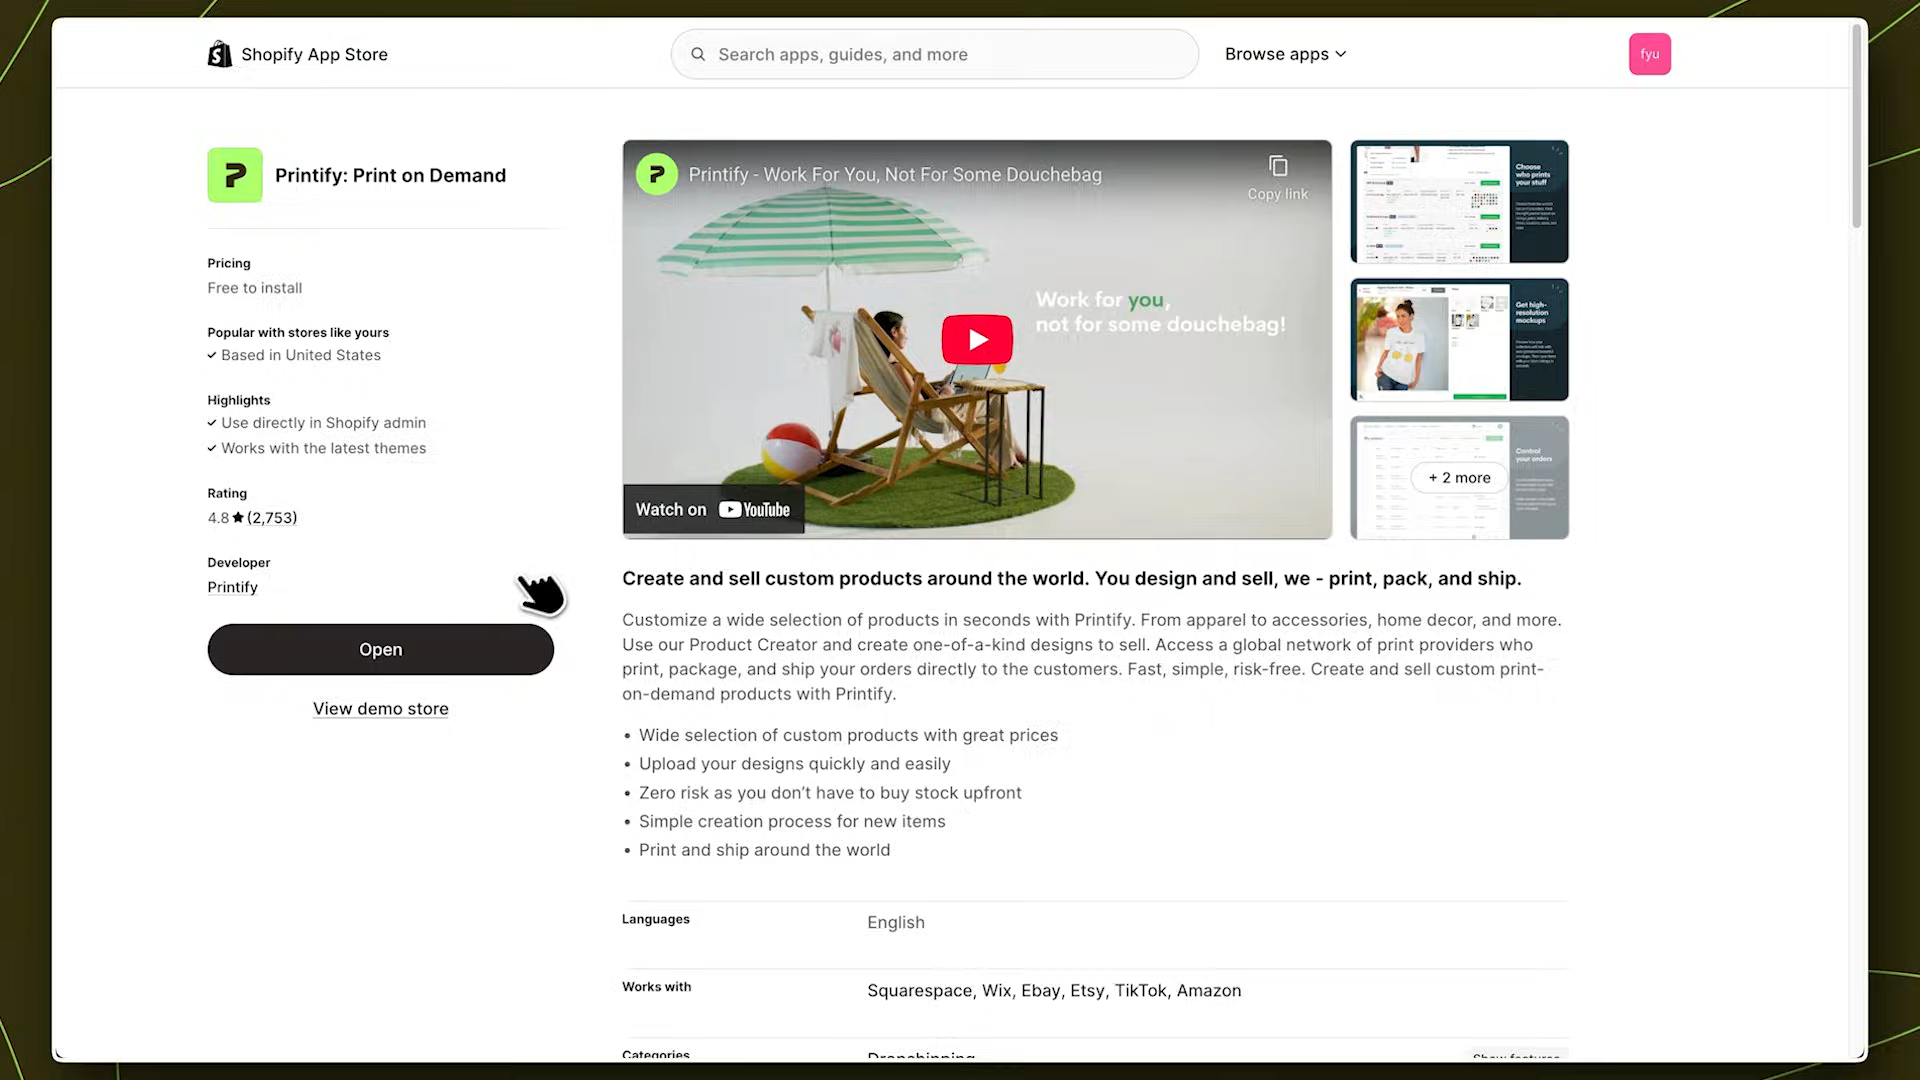 Shopify App Store
Search apps, guides, and more
Browse apps
fyu
Printify: Print on Demand
Pricing
Free to install
Popular with stores like yours
Based in United States
Highlights
Use directly in Shopify admin
Works with the latest themes
Rating
4.8 ★ (2,753)
Developer
Printify
Open
View demo store
Printify - Work For You, Not For Some Douchebag
Copy link
Work for you,
not for some douchebag!
Watch on YouTube
Choose
who prints
your stuff
Get high-
resolution
mockups
Control
your orders
+ 2 more
Create and sell custom products around the world. You design and sell, we - print, pack, and ship.
Customize a wide selection of products in seconds with Printify. From apparel to accessories, home decor, and more.
Use our Product Creator and create one-of-a-kind designs to sell. Access a global network of print providers who
print, package, and ship your orders directly to the customers. Fast, simple, risk-free. Create and sell custom print-
on-demand products with Printify.
• Wide selection of custom products with great prices
• Upload your designs quickly and easily
• Zero risk as you don’t have to buy stock upfront
• Simple creation process for new items
• Print and ship around the world
Languages
English
Works with
Squarespace, Wix, Ebay, Etsy, TikTok, Amazon
Categories
Dropshipping
Show features